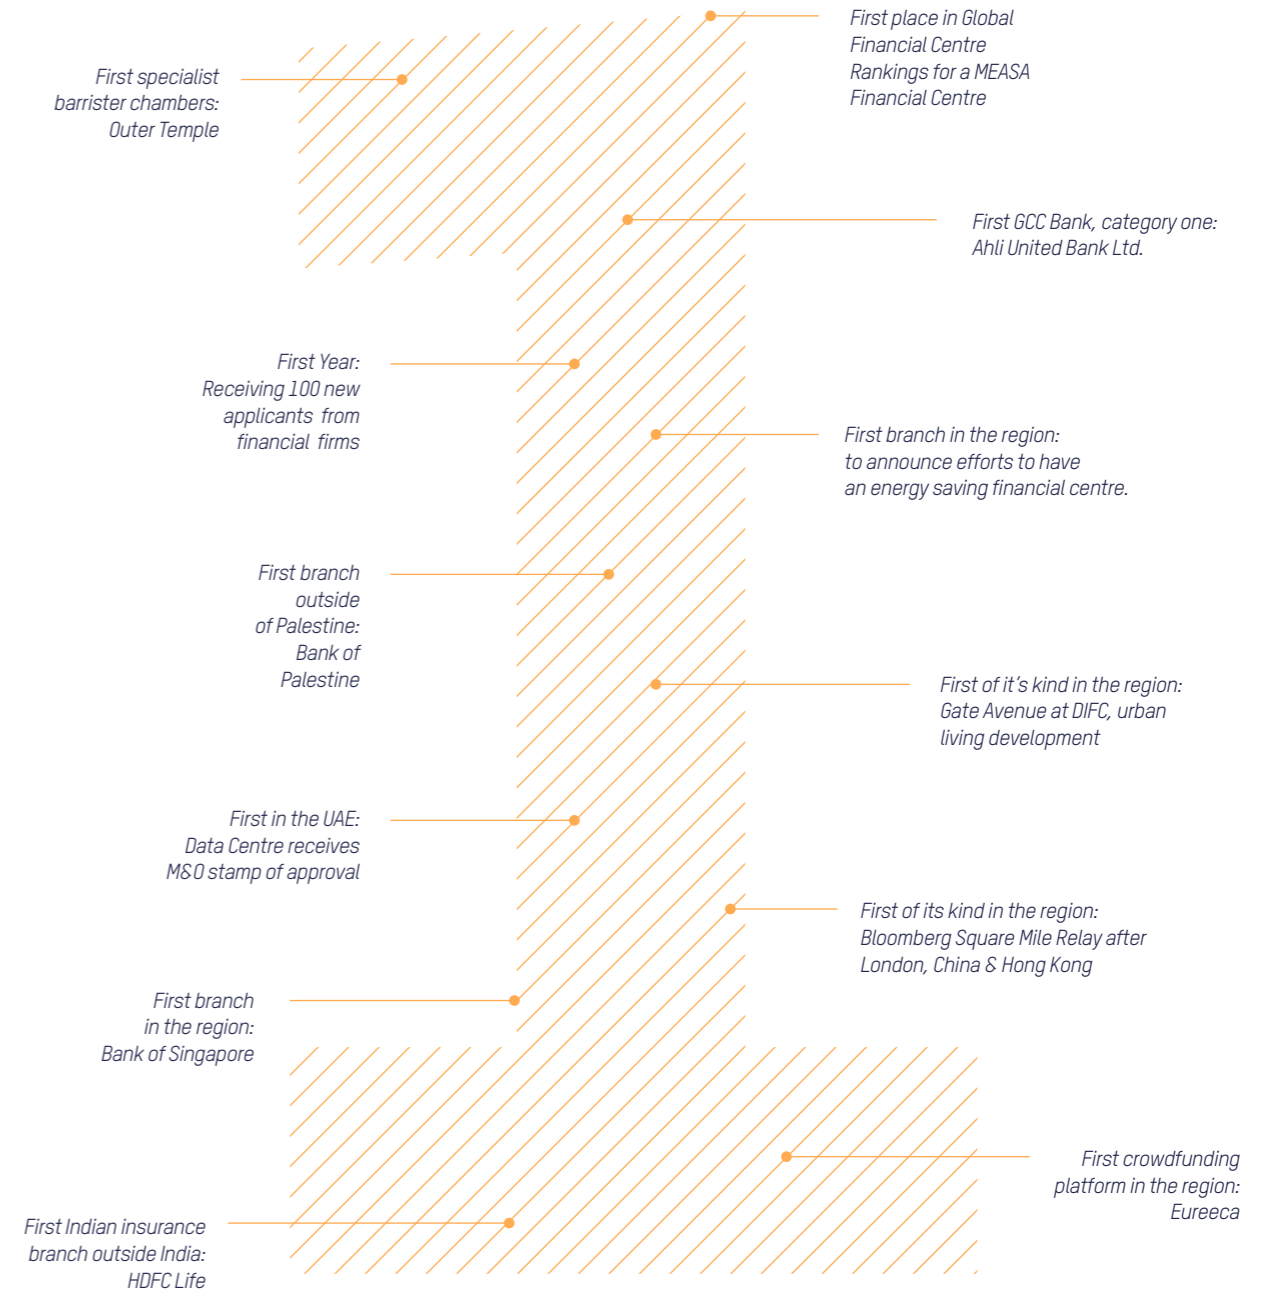 First place in Global
Financial Centre
Rankings for a MEASA
Financial Centre
First specialist
barrister chambers:
Outer Temple
First GCC Bank, category one:
Ahli United Bank Ltd.
First Year:
Receiving 100 new
applicants from
financial firms
First branch in the region:
to announce efforts to have
an energy saving financial centre.
First branch
outside
of Palestine:
Bank of
Palestine
First of it's kind in the region:
Gate Avenue at DIFC, urban
living development
First in the UAE:
Data Centre receives
M&O stamp of approval
First of its kind in the region:
Bloomberg Square Mile Relay after
London, China & Hong Kong
First branch
in the region:
Bank of Singapore
First crowdfunding
platform in the region:
Eureeca
First Indian insurance
branch outside India:
HDFC Life